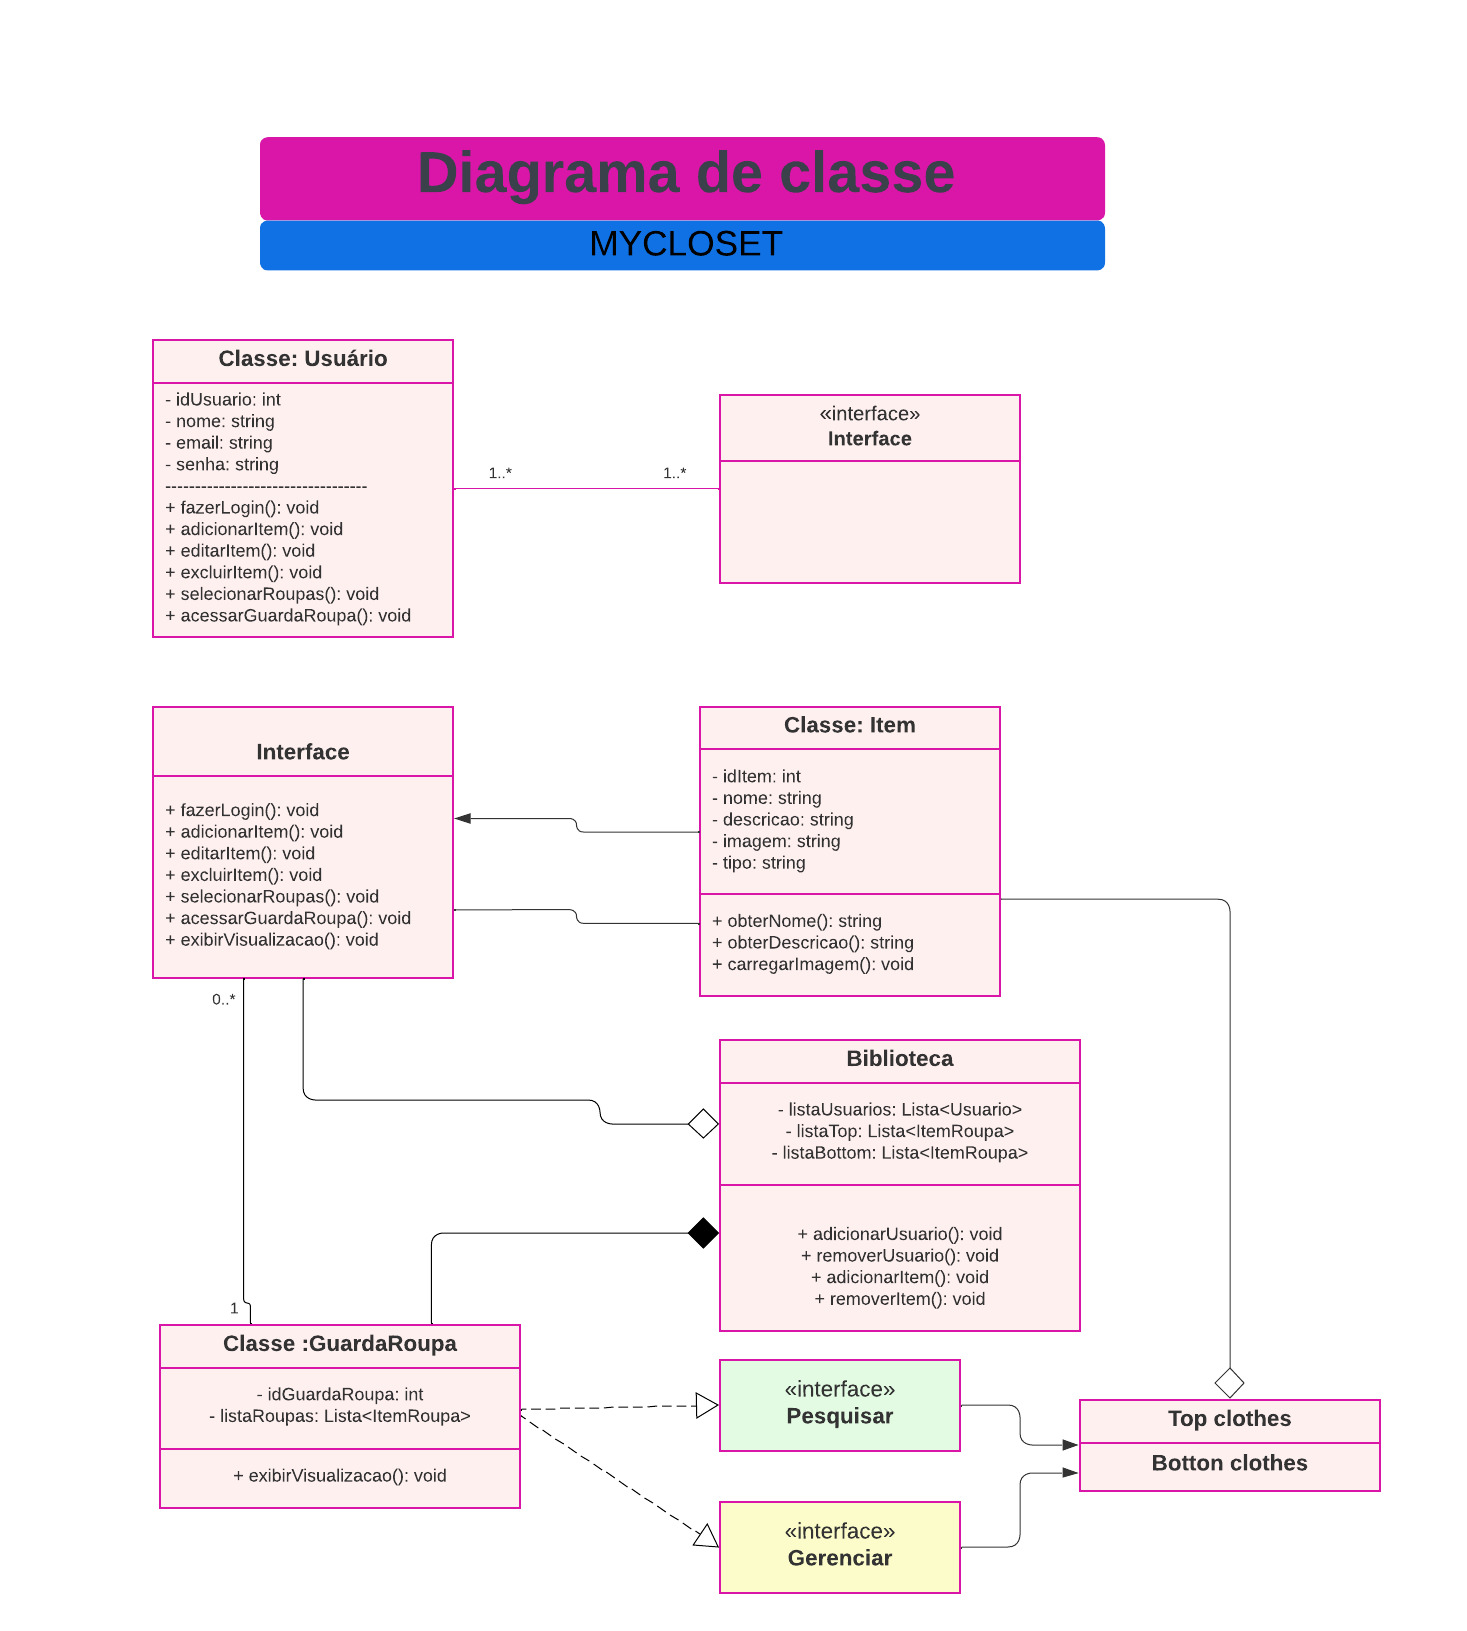 Diagrama de classe
MYCLOSET
Classe: Usuário
- idUsuario: int
- nome: string
- email: string
- senha: string
----------------------------------
+ fazerLogin(): void
+ adicionarItem(): void
+ editarItem(): void
+ excluirItem(): void
+ selecionarRoupas(): void
+ acessarGuardaRoupa(): void
1..*
1..*
«interface»
Interface
Interface
+ fazerLogin(): void
+ adicionarItem(): void
+ editarItem(): void
+ excluirItem(): void
+ selecionarRoupas(): void
+ acessarGuardaRoupa(): void
+ exibirVisualizacao(): void
Classe: Item
- idItem: int
- nome: string
- descricao: string
- imagem: string
- tipo: string
+ obterNome(): string
+ obterDescricao(): string
+ carregarImagem(): void
0..*
1
Biblioteca
- listaUsuarios: Lista<Usuario>
- listaTop: Lista<ItemRoupa>
- listaBottom: Lista<ItemRoupa>
+ adicionarUsuario(): void
+ removerUsuario(): void
+ adicionarItem(): void
+ removerItem(): void
Classe :GuardaRoupa
- idGuardaRoupa: int
- listaRoupas: Lista<ItemRoupa>
+ exibirVisualizacao(): void
«interface»
Pesquisar
«interface»
Gerenciar
Top clothes
Botton clothes